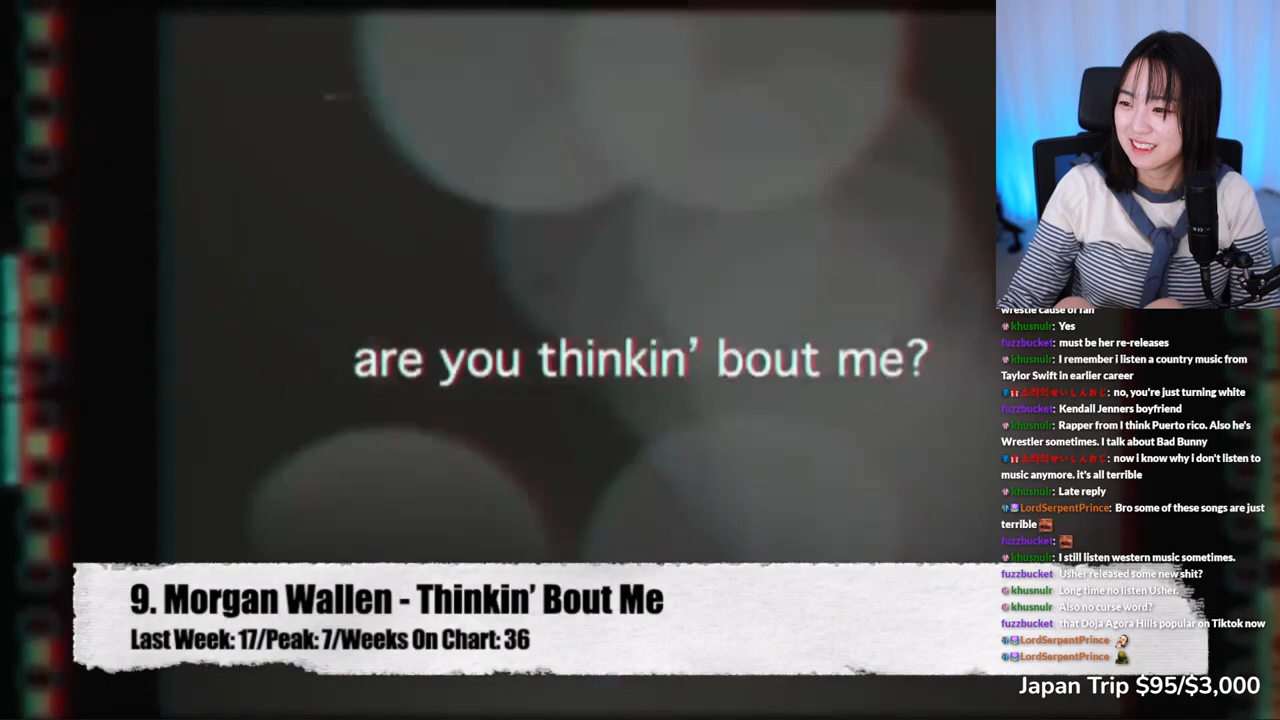 are you thinkin' bout me?
9. Morgan Wallen - Thinkin' Bout Me
Last Week: 17/Peak: 7/Weeks On Chart: 36
wrestle cause of fan
khusnulr: Yes
fuzzbucket: must be her re-releases
khusnulr: I remember i listen a country music from
Taylor Swift in earlier career
: no, you're just turning white
fuzzbucket: Kendall Jenners boyfriend
khusnulr: Rapper from I think Puerto rico. Also he's
Wrestler sometimes. I talk about Bad Bunny
: now i know why i don't listen to
music anymore. it's all terrible
khusnulr: Late reply
LordSerpentPrince: Bro some of these songs are just
terrible
fuzzbucket:
khusnulr: I still listen western music sometimes.
fuzzbucket Usher released some new shit?
khusnulr Long time no listen Usher.
khusnulr Also no curse word?
fuzzbucket that Doja Agora Hills popular on Tiktok now
LordSerpentPrince
LordSerpentPrince
Japan Trip $95/$3,000